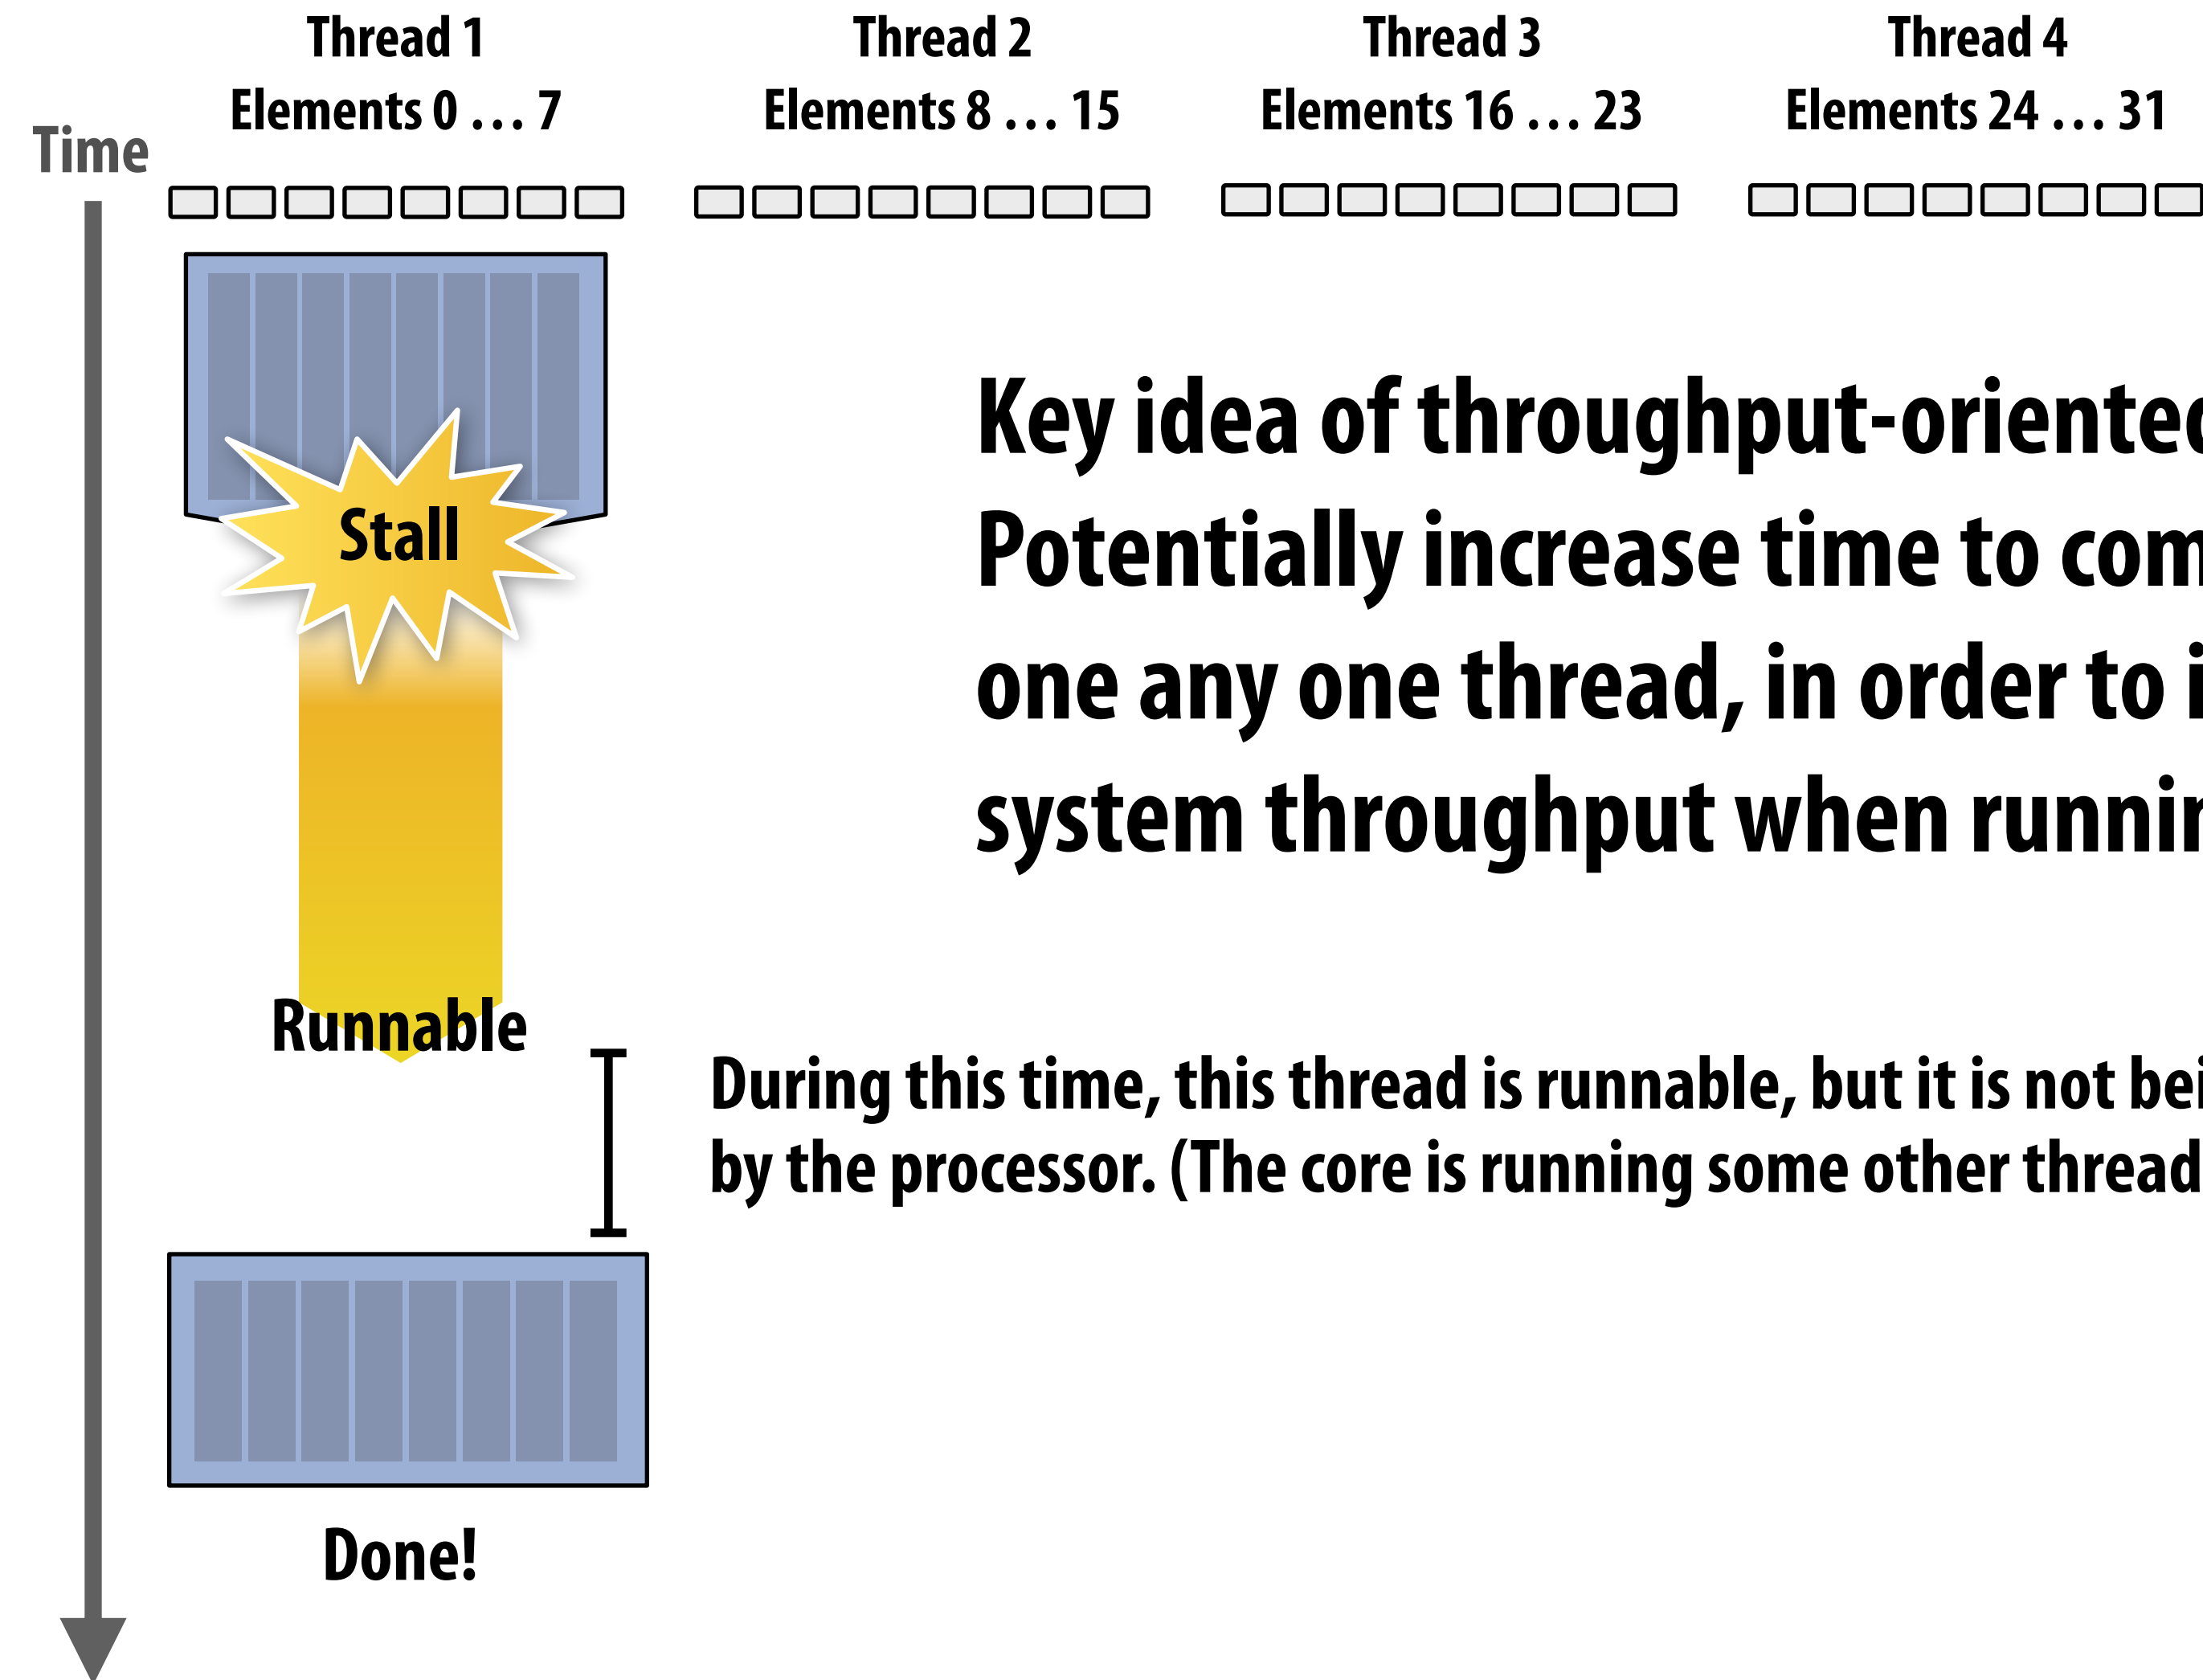 Thread 1
Elements 0 . . . 7
Thread 2
Elements 8 . . . 15
Thread 3
Elements 16 . . . 23
Thread 4
Elements 24 . . . 31
Time
Stall
Key idea of throughput-oriented
Potentially increase time to com
one any one thread, in order to i
system throughput when runnin
Runnable
During this time, this thread is runnable, but it is not bei
by the processor. (The core is running some other thread
Done!